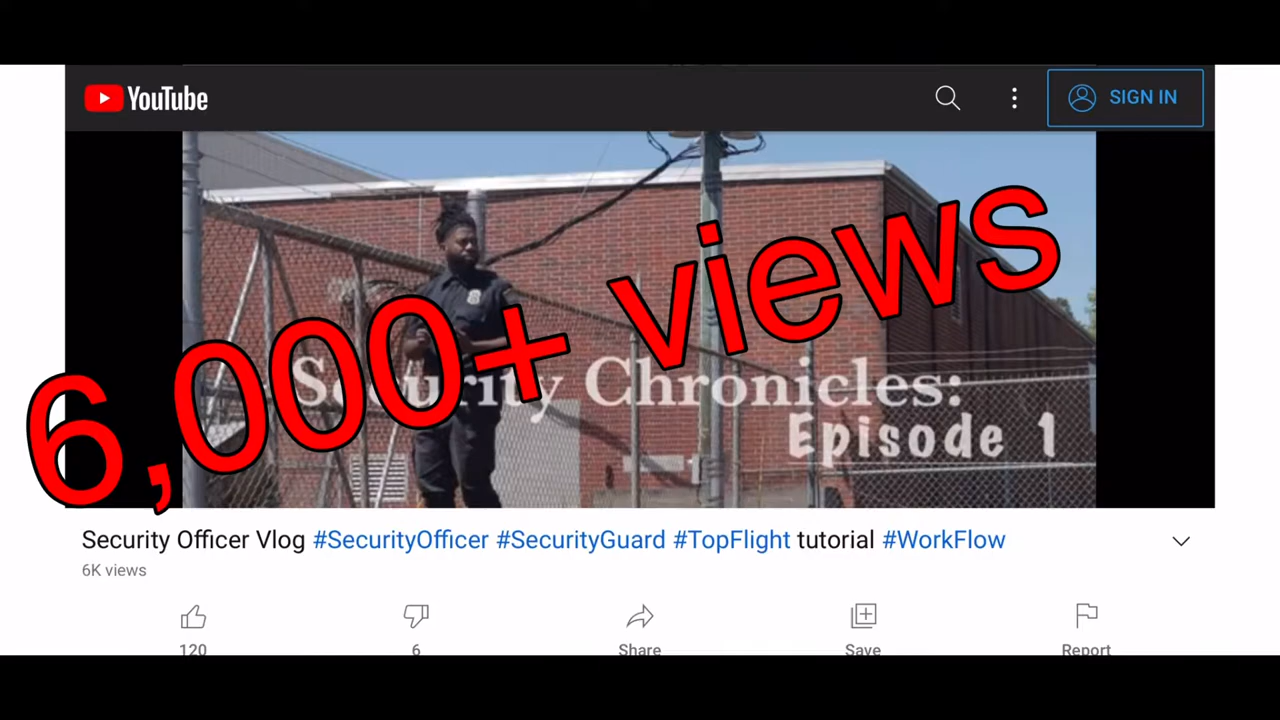 YouTube
SIGN IN
6,000+ views
Security Chronicles:
Episode 1
Security Officer Vlog #SecurityOfficer #SecurityGuard #TopFlight tutorial #WorkFlow
6K views
120
6
Share
Save
Report